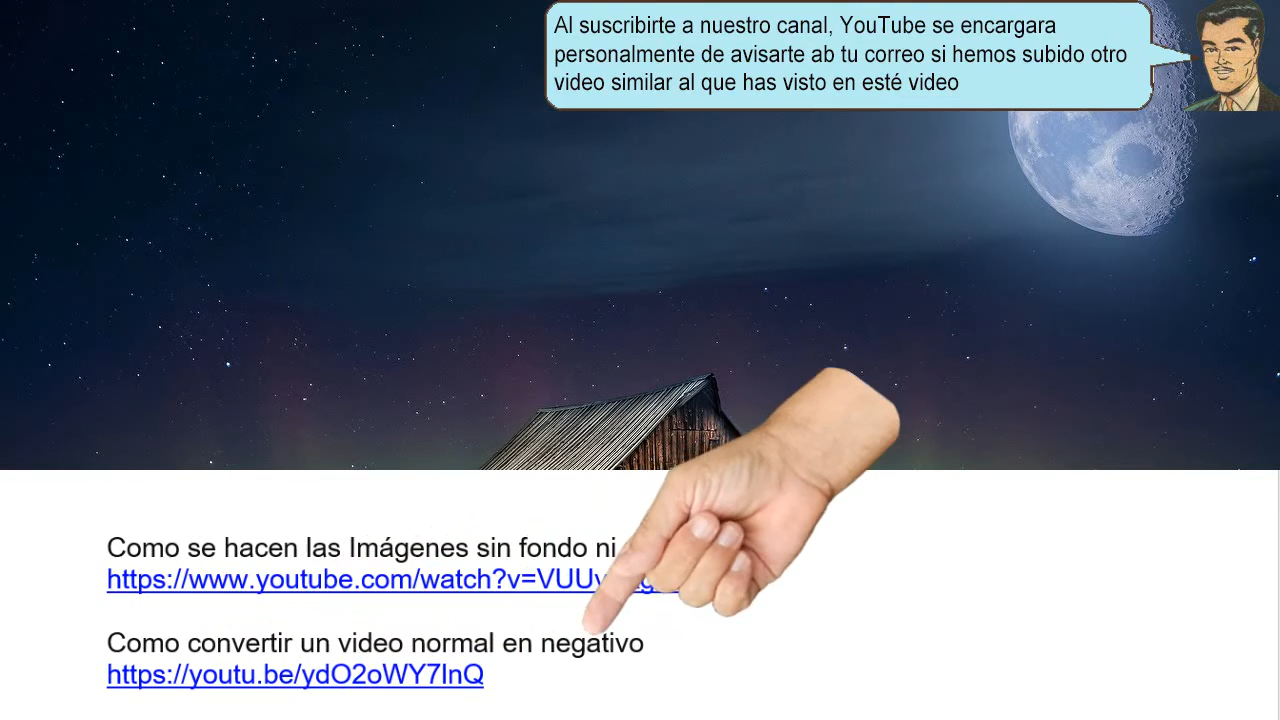 Al suscribirte a nuestro canal, YouTube se encargara
personalmente de avisarte ab tu correo si hemos subido otro
video similar al que has visto en esté video
Como se hacen las Imágenes sin fondo ni
https://www.youtube.com/watch?v=VUUv
Como convertir un video normal en negativo
https://youtu.be/ydO2oWY7lnQ